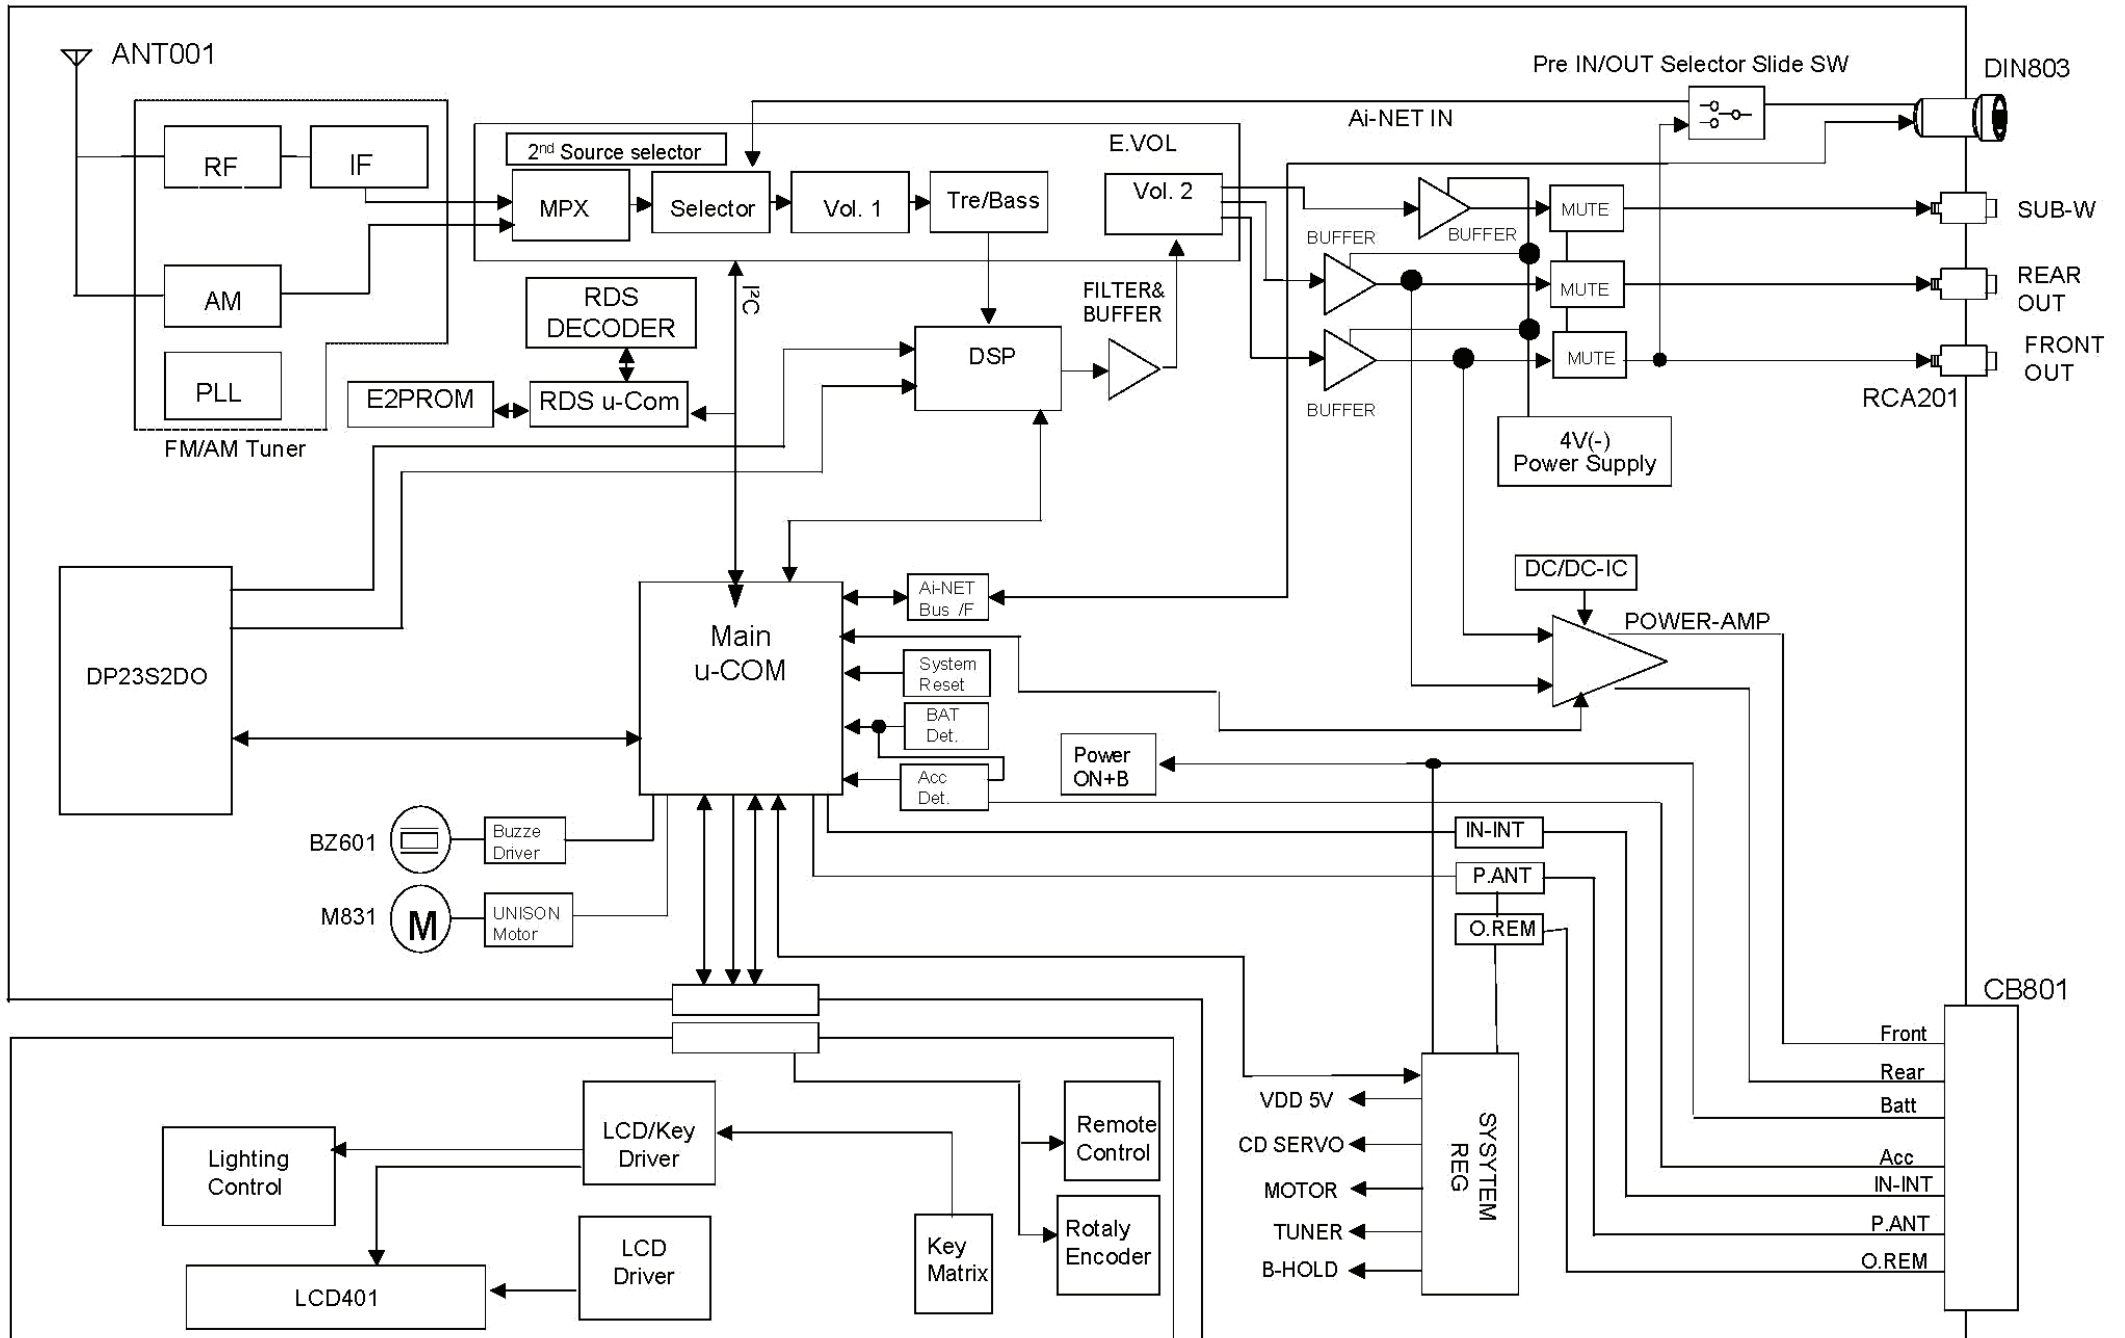 ANT001
Pre IN/OUT Selector Slide SW
DIN803
Ai-NET IN
E.VOL
2nd Source selector
RF
IF
MPX
Selector
Vol. 1
Tre/Bass
Vol. 2
BUFFER
MUTE
SUB-W
BUFFER
MUTE
REAR
OUT
AM
I²C
RDS
DECODER
FILTER&
BUFFER
DSP
MUTE
FRONT
OUT
PLL
E2PROM
RDS u-Com
BUFFER
RCA201
FM/AM Tuner
4V(-)
Power Supply
DC/DC-IC
POWER-AMP
Ai-NET
Bus /F
Main
u-COM
System
Reset
DP23S2DO
BAT
Det.
Power
ON+B
Acc
Det.
BZ601
Buzze
Driver
IN-INT
P.ANT
M831
M
UNISON
Motor
O.REM
CB801
Front
Rear
Batt
Acc
IN-INT
P.ANT
O.REM
VDD 5V
CD SERVO
MOTOR
TUNER
B-HOLD
SYSYTEM
REG
Lighting
Control
LCD/Key
Driver
Remote
Control
LCD
Driver
Key
Matrix
Rotaly
Encoder
LCD401